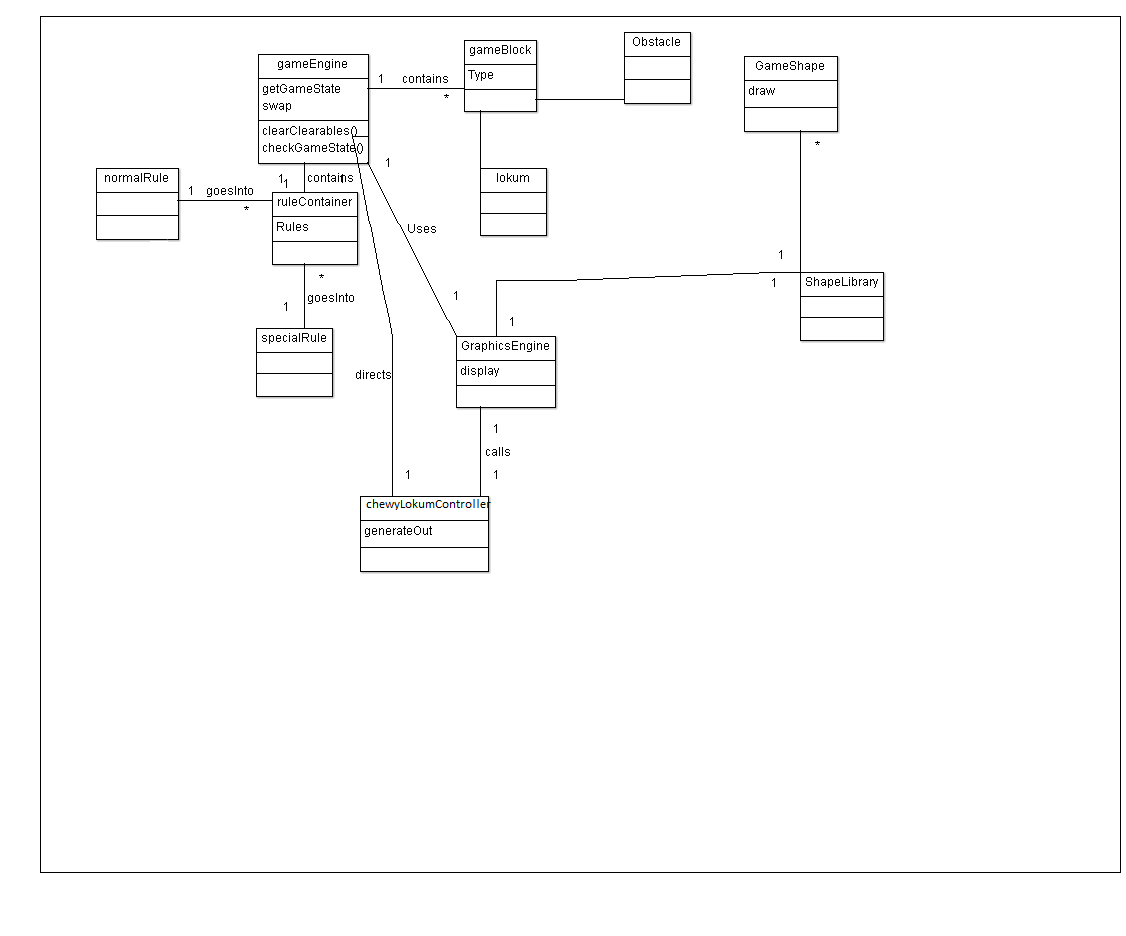 Obstacle
gameBlock
Type
gameEngine
getGameState
swap
clearClearables()
checkGameState()
1
contains
*
GameShape
draw
*
normalRule
1
goesInto
*
1
1
contains
1
1
ruleContainer
Rules
lokum
Uses
*
1
goesInto
1
1
1
1
ShapeLibrary
specialRule
GraphicsEngine
display
directs
1
calls
1
1
chewyLokumController
generateOut